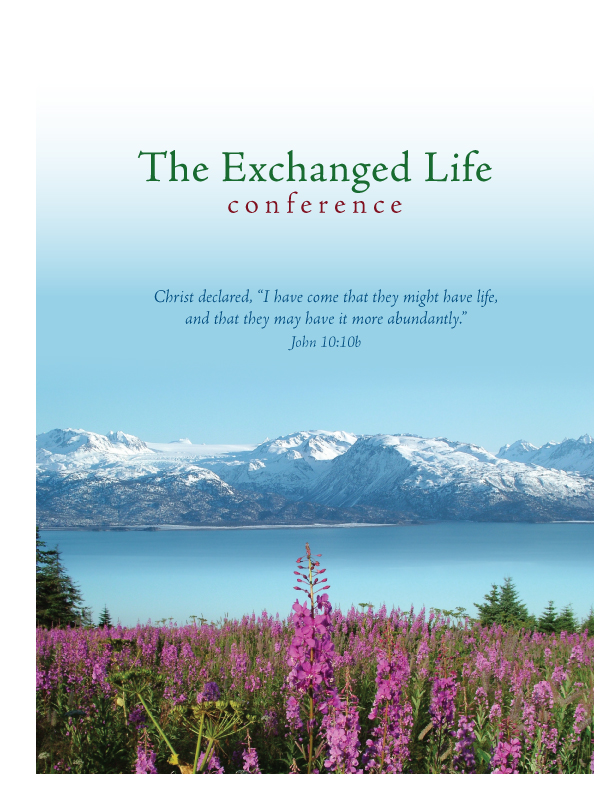 The Exchanged Life
conference
Christ declared, “I have come that they might have life,
and that they may have it more abundantly.”
John 10:10b